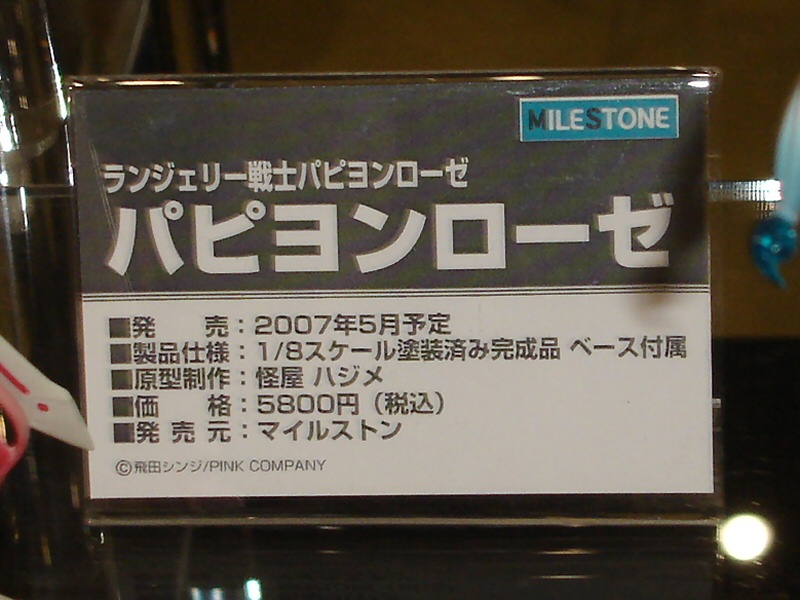 MILESTONE
ランジェリー戦士パピヨンローゼ
パピヨンローゼ
■発　売：2007年5月予定
■製品仕様：1/8スケール塗装済み完成品 ベース付属
■原型制作：怪屋 ハジメ
■価　格：5800円（税込）
■発売元：マイルストン
©飛田シンジ/PINK COMPANY